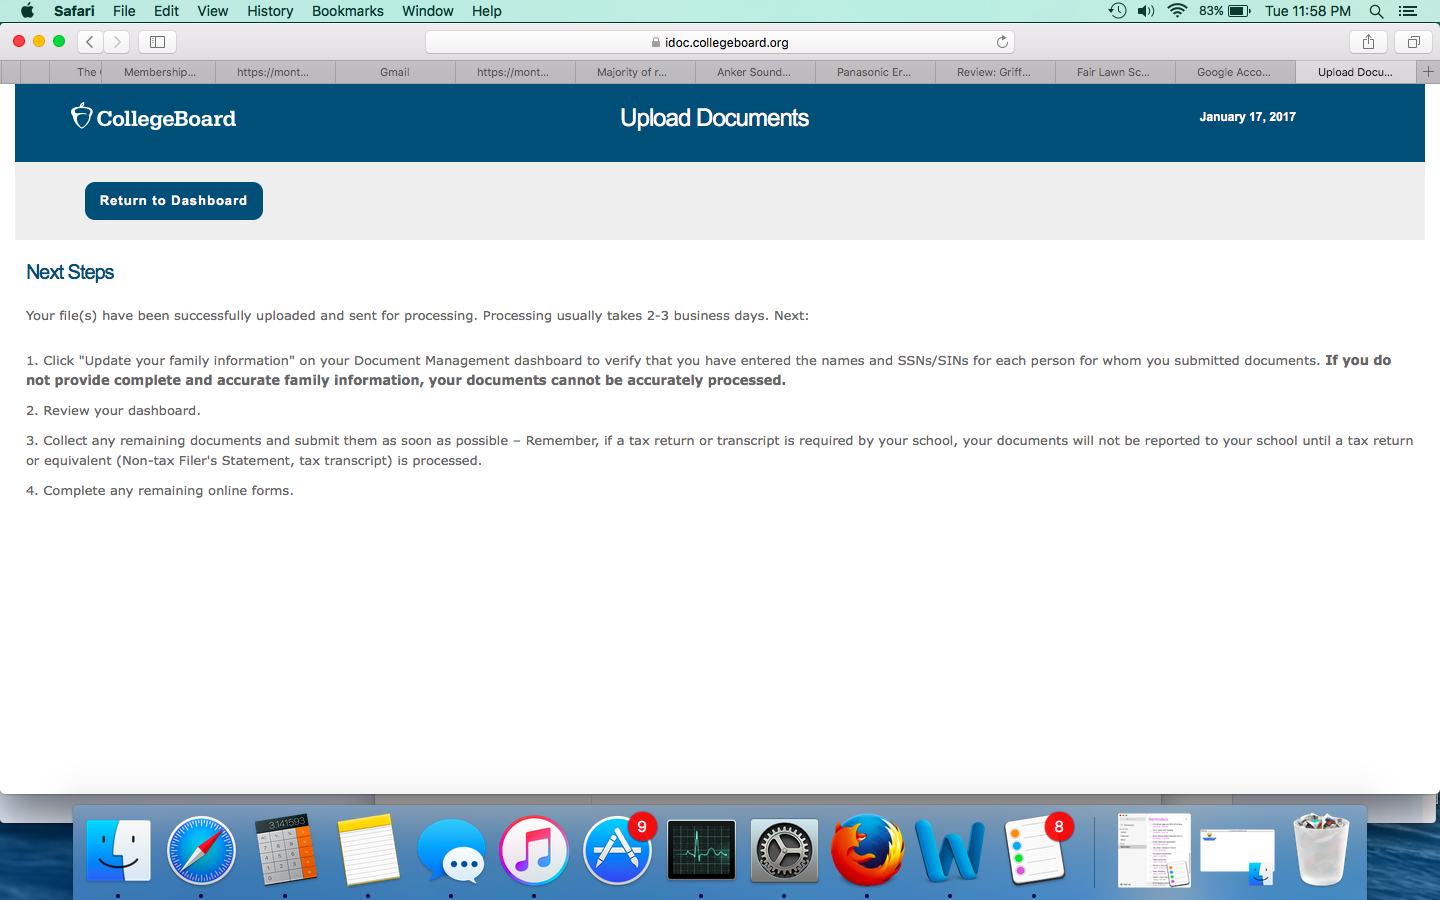 Safari File Edit View History Bookmarks Window Help 83% Tue 11:58 PM
idoc.collegeboard.org
The Membership... https://mont... Gmail https://mont... Majority of r... Anker Sound... Panasonic Er... Review: Griff... Fair Lawn Sc... Google Acco... Upload Docu...
CollegeBoard Upload Documents January 17, 2017
Return to Dashboard
Next Steps
Your file(s) have been successfully uploaded and sent for processing. Processing usually takes 2-3 business days. Next:
1. Click "Update your family information" on your Document Management dashboard to verify that you have entered the names and SSNs/SINs for each person for whom you submitted documents. If you do
not provide complete and accurate family information, your documents cannot be accurately processed.
2. Review your dashboard.
3. Collect any remaining documents and submit them as soon as possible – Remember, if a tax return or transcript is required by your school, your documents will not be reported to your school until a tax return
or equivalent (Non-tax Filer's Statement, tax transcript) is processed.
4. Complete any remaining online forms.
3.141593
9
8
Reminders